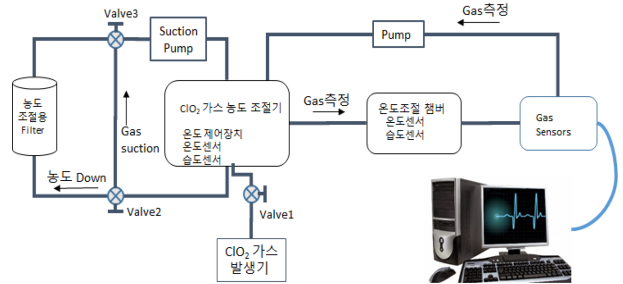 Valve3
Suction
Pump
Pump
Gas측정
농도
조절용
Filter
Gas
suction
ClO₂ 가스 농도 조절기
온도 제어장치
온도센서
습도센서
Gas측정
온도조절 챔버
온도센서
습도센서
Gas
Sensors
농도 Down
Valve2
Valve1
ClO₂ 가스
발생기